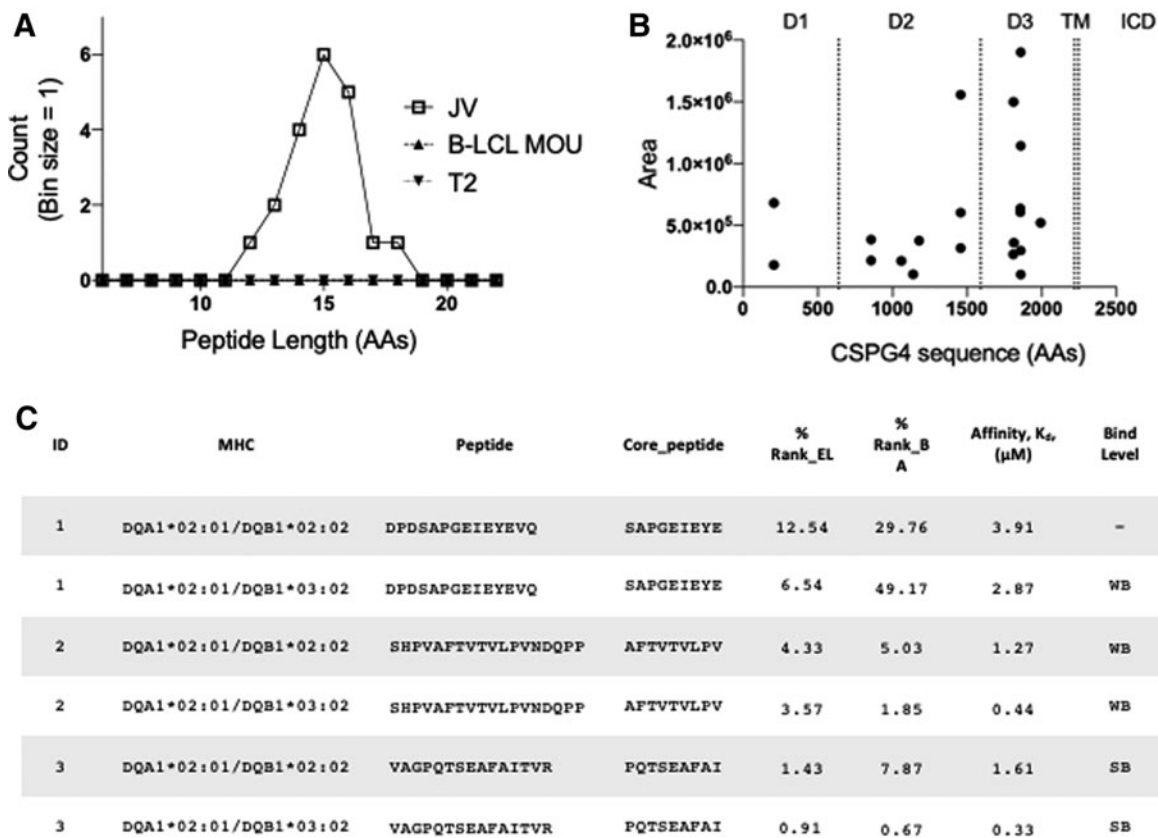 A
Count
(Bin size = 1)
6
4
2
0
10
15
20
Peptide Length (AAs)
JV
B-LCL MOU
T2
B
D1 D2 D3 TM ICD
Area
2.0×10⁶
1.5×10⁶
1.0×10⁶
5.0×10⁵
0.0
0 500 1000 1500 2000 2500
CSPG4 sequence (AAs)
C
ID MHC Peptide Core_peptide % Rank_EL % Rank_B A Affinity, Kd, (μM) Bind Level
1 DQA1*02:01/DQB1*02:02 DPDSAPGEIEYEVQ SAPGEIEYE 12.54 29.76 3.91 –
1 DQA1*02:01/DQB1*03:02 DPDSAPGEIEYEVQ SAPGEIEYE 6.54 49.17 2.87 WB
2 DQA1*02:01/DQB1*02:02 SHPVAFTVTVLPVNDQPP AFTVTVLPV 4.33 5.03 1.27 WB
2 DQA1*02:01/DQB1*03:02 SHPVAFTVTVLPVNDQPP AFTVTVLPV 3.57 1.85 0.44 WB
3 DQA1*02:01/DQB1*02:02 VAGPQTSEAFAITVR PQTSEAFAI 1.43 7.87 1.61 SB
3 DQA1*02:01/DQB1*03:02 VAGPQTSEAFAITVR PQTSEAFAI 0.91 0.67 0.33 SB